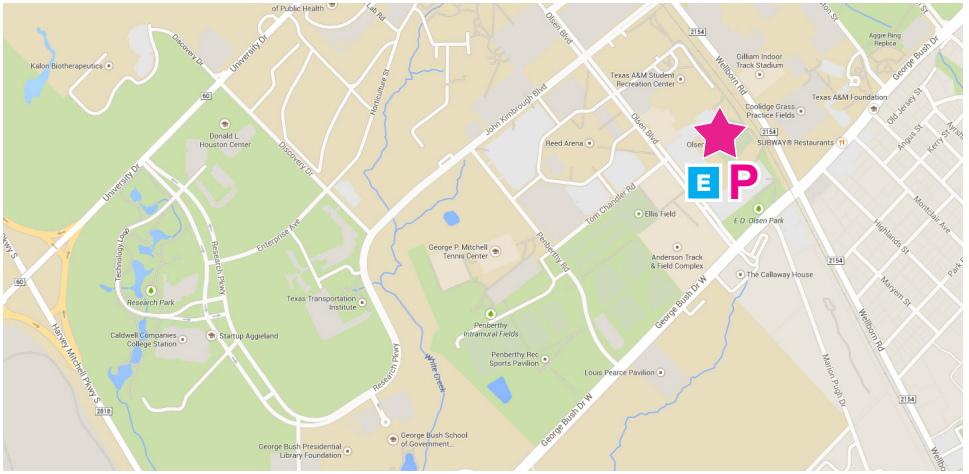 of Public Health
Lab Rd
Olsen Blvd
2154
Aggie Ring
Replica
George Bush Dr
Discovery Dr
University Dr
Kalon Biotherapeutics
Horticulture St
Wellborn Rd
Gilliam Indoor
Track Stadium
Texas A&M Student
Recreation Center
Texas A&M Foundation
60
John Kimbrough Blvd
Olsen Blvd
Coolidge Grass
Practice Fields
Old Jersey St
Donald L.
Houston Center
Discovery Dr
Reed Arena
Olsen
2154
SUBWAY® Restaurants
Angus St
Kerry St
University Dr
E P
Tom Chandler Rd
Ellis Field
E.D. Olsen Park
Montclair Ave
Technology Loop
Research Pkwy
Enterprise Ave
George P. Mitchell
Tennis Center
Penberthy Rd
Anderson Track
& Field Complex
Highlands St
60
The Callaway House
Research Park
Texas Transportation
Institute
George Bush Dr W
Maryem St
Penberthy
Intramural Fields
Harvey Mitchell Pkwy S
Caldwell Companies
College Station
Startup Aggieland
Wellborn Rd
White Creek
Research Pkwy
Penberthy Rec
Sports Pavilion
Louis Pearce Pavilion
Marion Pugh Dr
2818
2154
George Bush Dr W
George Bush School
of Government...
George Bush Presidential
Library Foundation